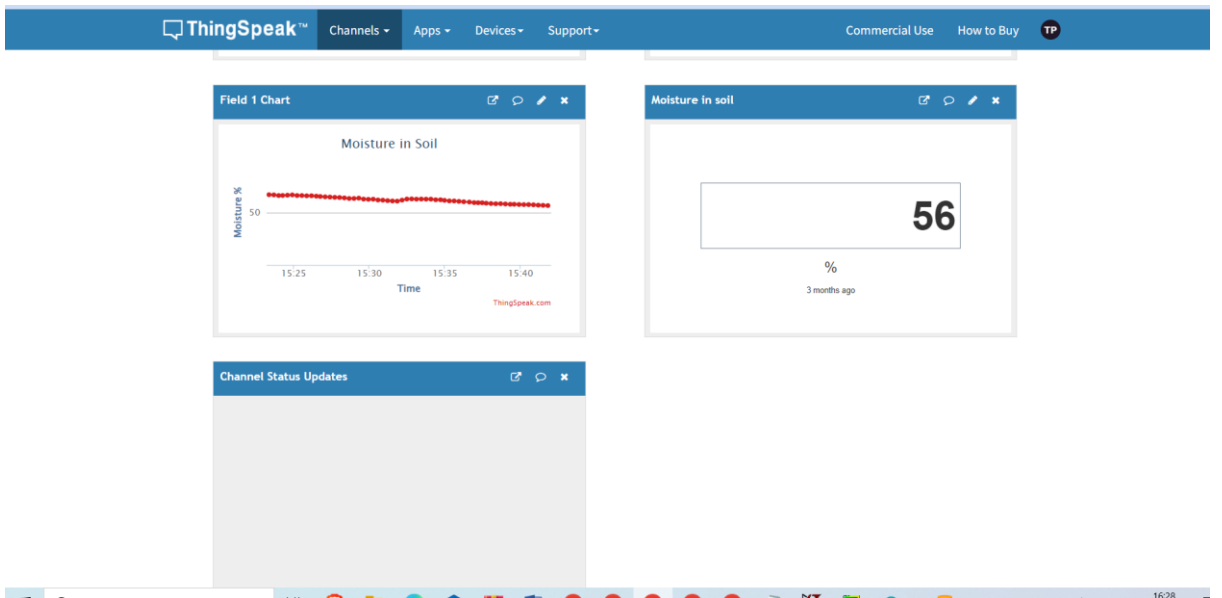 ThingSpeak™ Channels Apps Devices Support Commercial Use How to Buy TP
Field 1 Chart
Moisture in Soil
Moisture %
50
15:25 15:30 15:35 15:40
Time
ThingSpeak.com
Moisture in soil
56
%
3 months ago
Channel Status Updates
16:28